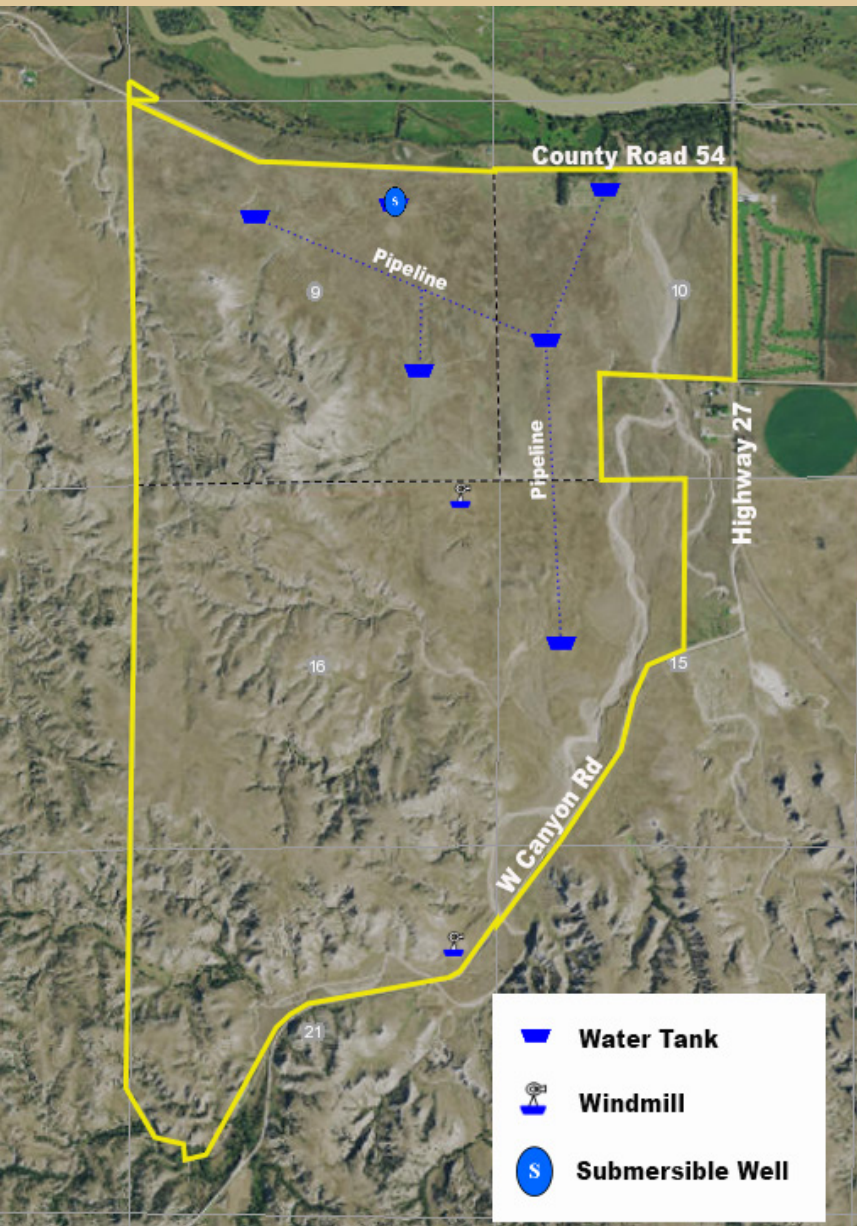 County Road 54
S
Pipeline
9
10
Pipeline
Highway 27
16
15
W Canyon Rd
21
Water Tank
Windmill
S
Submersible Well